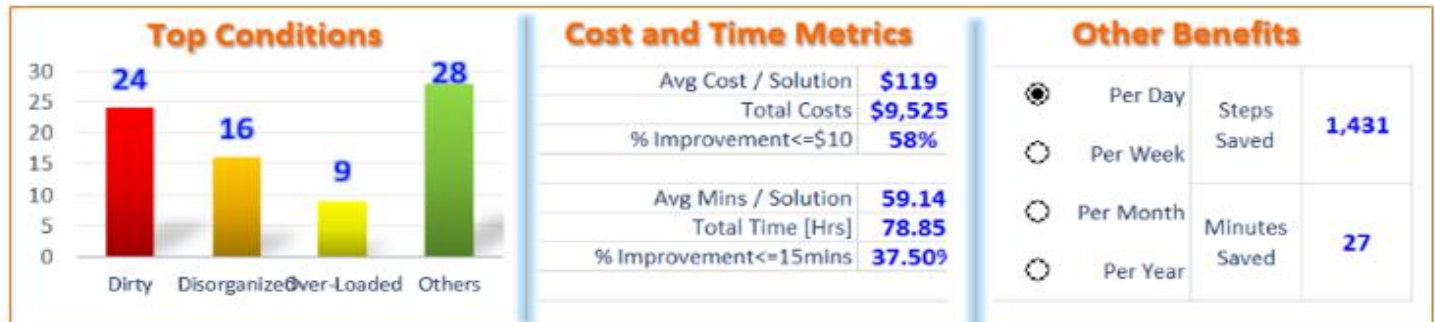 Top Conditions
30
25
20
15
10
5
0
24
16
9
28
Dirty
Disorganized
Over-Loaded
Others
Cost and Time Metrics
Avg Cost / Solution $119
Total Costs $9,525
% Improvement<=$10 58%
Avg Mins / Solution 59.14
Total Time [Hrs] 78.85
% Improvement<=15mins 37.50%
Other Benefits
Per Day
Per Week
Per Month
Per Year
Steps
Saved
1,431
Minutes
Saved
27